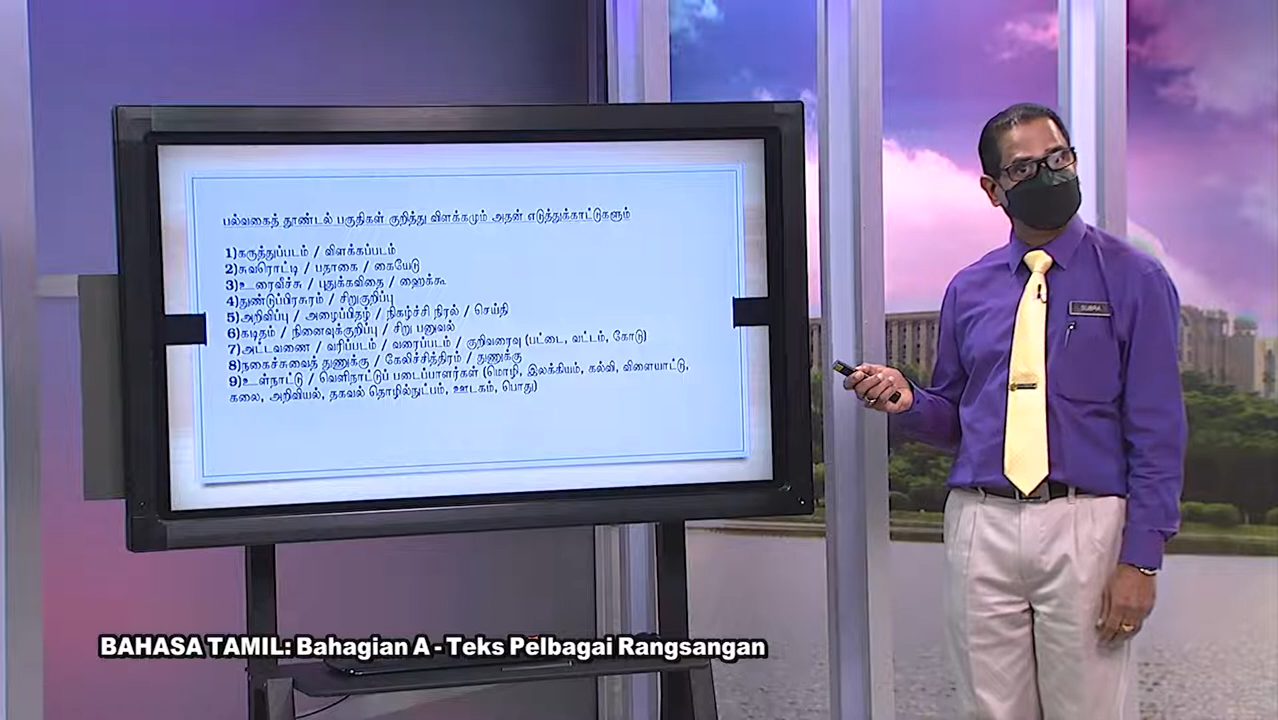 பல்வகைத் தூண்டல் பகுதிகள் குறித்து விளக்கமும் அதன் எடுத்துக்காட்டுகளும்
1)கருத்துப்படம் / விளக்கப்படம்
2)சுவரொட்டி / பதாகை / கையேடு
3)உரைவீச்சு / புதுக்கவிதை / ஹைக்கூ
4)துண்டுப்பிரசுரம் / சிறுகுறிப்பு
5)அறிவிப்பு / அழைப்பிதழ் / நிகழ்ச்சி நிரல் / செய்தி
6)கடிதம் / நினைவுக்குறிப்பு / சிறு பனுவல்
7)அட்டவணை / வரிப்படம் / வரைப்படம் / குறிவரைவு (பட்டை, வட்டம், கோடு)
8)நகைச்சுவைத் துணுக்கு / கேலிச்சித்திரம் / துணுக்கு
9)உள்நாட்டு / வெளிநாட்டுப் படைப்பாளர்கள் (மொழி, இலக்கியம், கல்வி, விளையாட்டு,
கலை, அறிவியல், தகவல் தொழில்நுட்பம், ஊடகம், பொது)
SUBRA
BAHASA TAMIL: Bahagian A - Teks Pelbagai Rangsangan